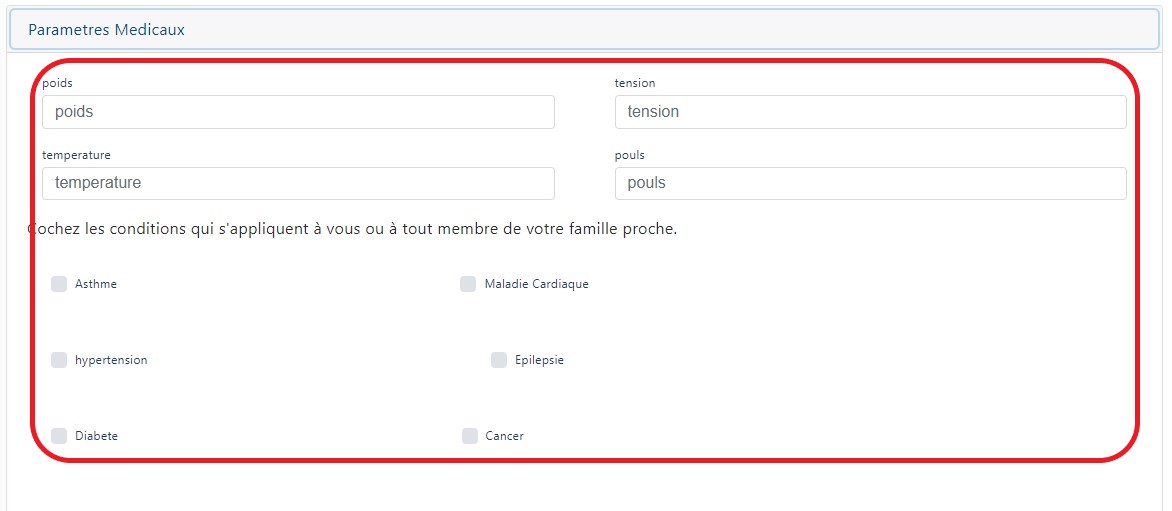 Parametres Medicaux
poids
tension
poids
tension
temperature
pouls
temperature
pouls
Cochez les conditions qui s'appliquent à vous ou à tout membre de votre famille proche.
Asthme
Maladie Cardiaque
hypertension
Epilepsie
Diabete
Cancer